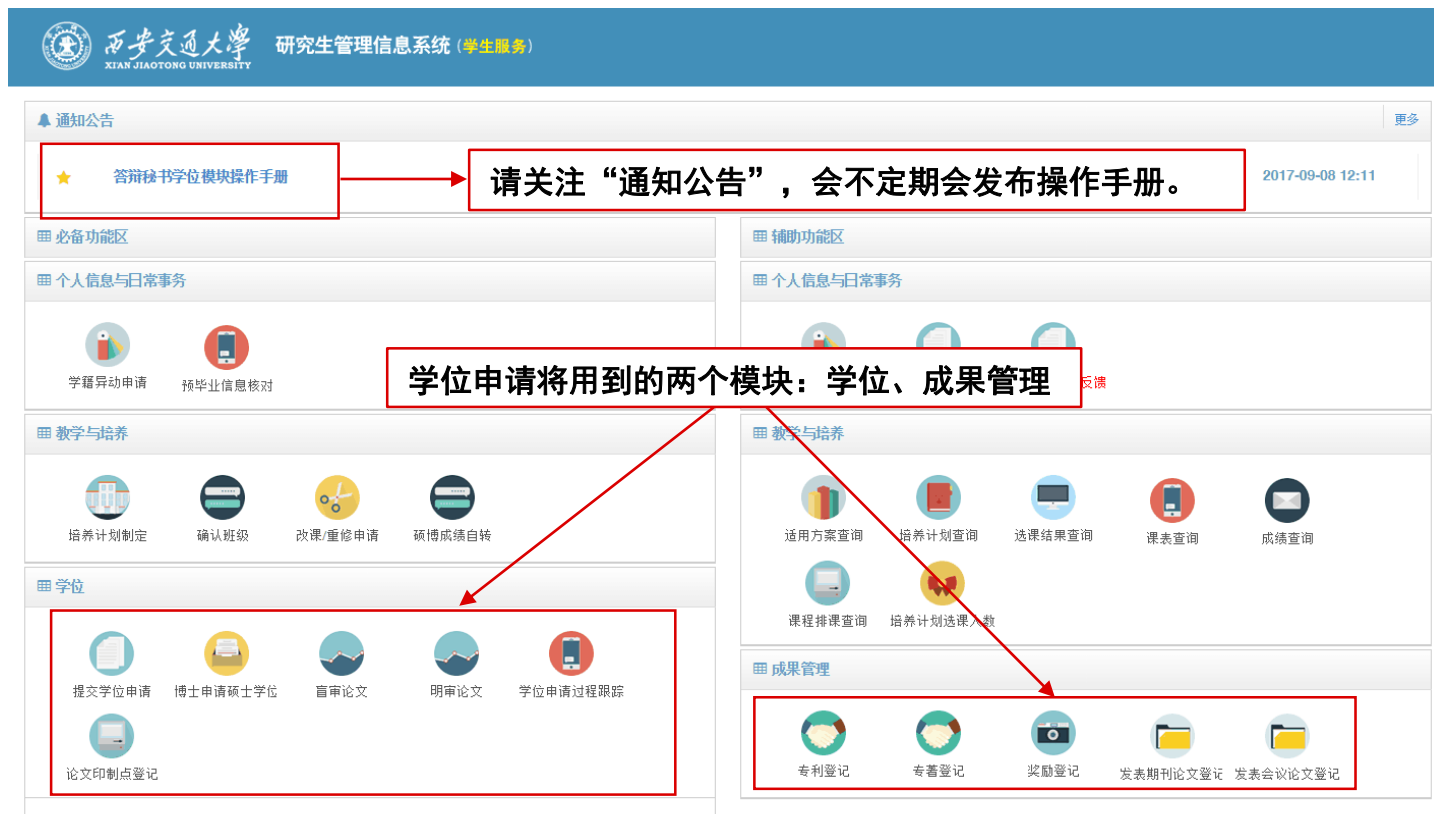 西安交通大學
XI'AN JIAOTONG UNIVERSITY
研究生管理信息系统（学生服务）
通知公告
更多
答辩秘书学位模块操作手册
请关注“通知公告”，会不定期会发布操作手册。
2017-09-08 12:11
必备功能区
辅助功能区
个人信息与日常事务
个人信息与日常事务
学籍异动申请
预毕业信息核对
反馈
学位申请将用到的两个模块：学位、成果管理
教学与培养
教学与培养
培养计划制定
确认班级
改课/重修申请
硕博成绩自转
适用方案查询
培养计划查询
选课结果查询
课表查询
成绩查询
课程排课查询
培养计划选课人数
学位
提交学位申请
博士申请硕士学位
盲审论文
明审论文
学位申请过程跟踪
论文印制点登记
成果管理
专利登记
专著登记
奖励登记
发表期刊论文登记
发表会议论文登记